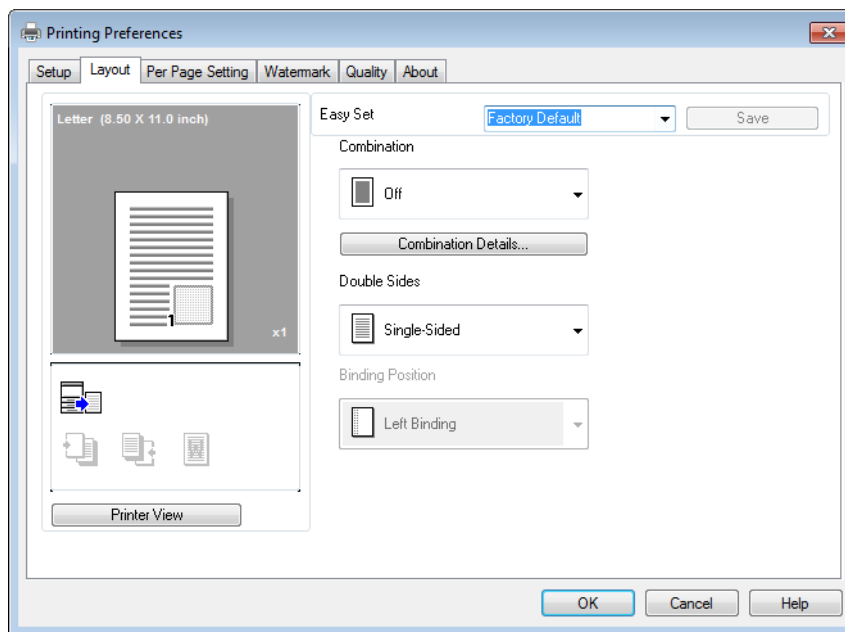 Printing Preferences
Setup Layout Per Page Setting Watermark Quality About
Letter (8.50 X 11.0 inch)
1
x1
Printer View
Easy Set Factory Default Save
Combination
Off
Combination Details...
Double Sides
Single-Sided
Binding Position
Left Binding
OK Cancel Help